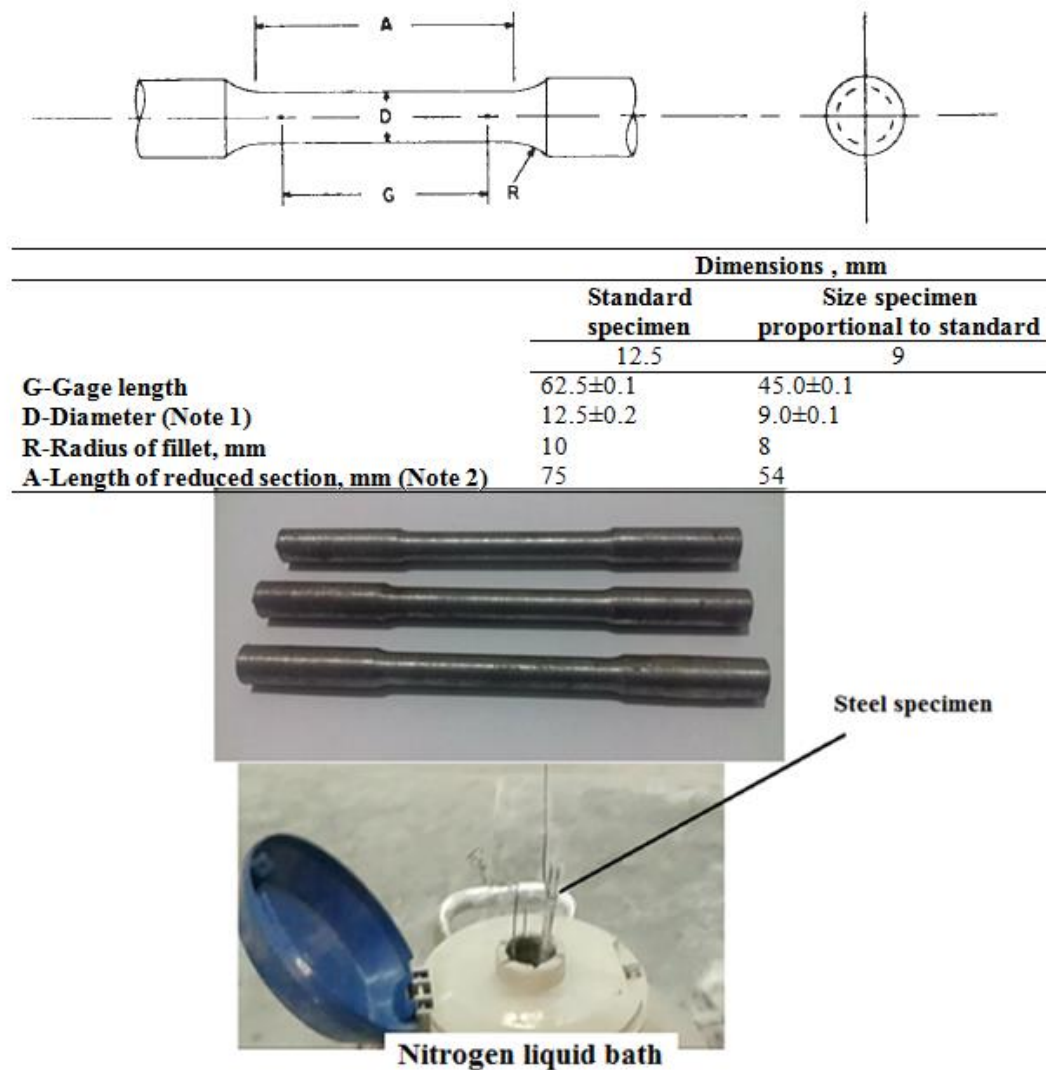 A
D
G
R
Dimensions , mm
Standard specimen Size specimen proportional to standard
12.5 9
G-Gage length 62.5±0.1 45.0±0.1
D-Diameter (Note 1) 12.5±0.2 9.0±0.1
R-Radius of fillet, mm 10 8
A-Length of reduced section, mm (Note 2) 75 54
Steel specimen
Nitrogen liquid bath